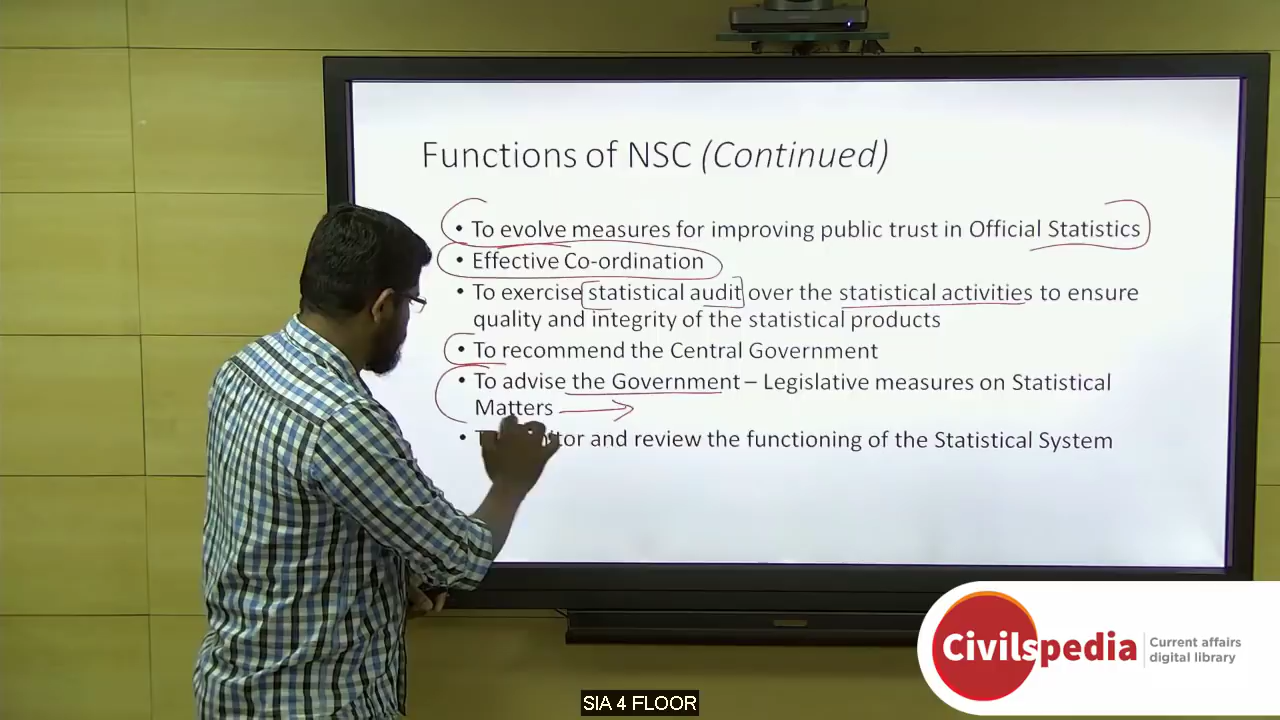 Functions of NSC (Continued)
• To evolve measures for improving public trust in Official Statistics
• Effective Co-ordination
• To exercise statistical audit over the statistical activities to ensure
quality and integrity of the statistical products
• To recommend the Central Government
• To advise the Government – Legislative measures on Statistical
Matters
• and review the functioning of the Statistical System
Civilspedia
Current affairs
digital library
SIA 4 FLOOR